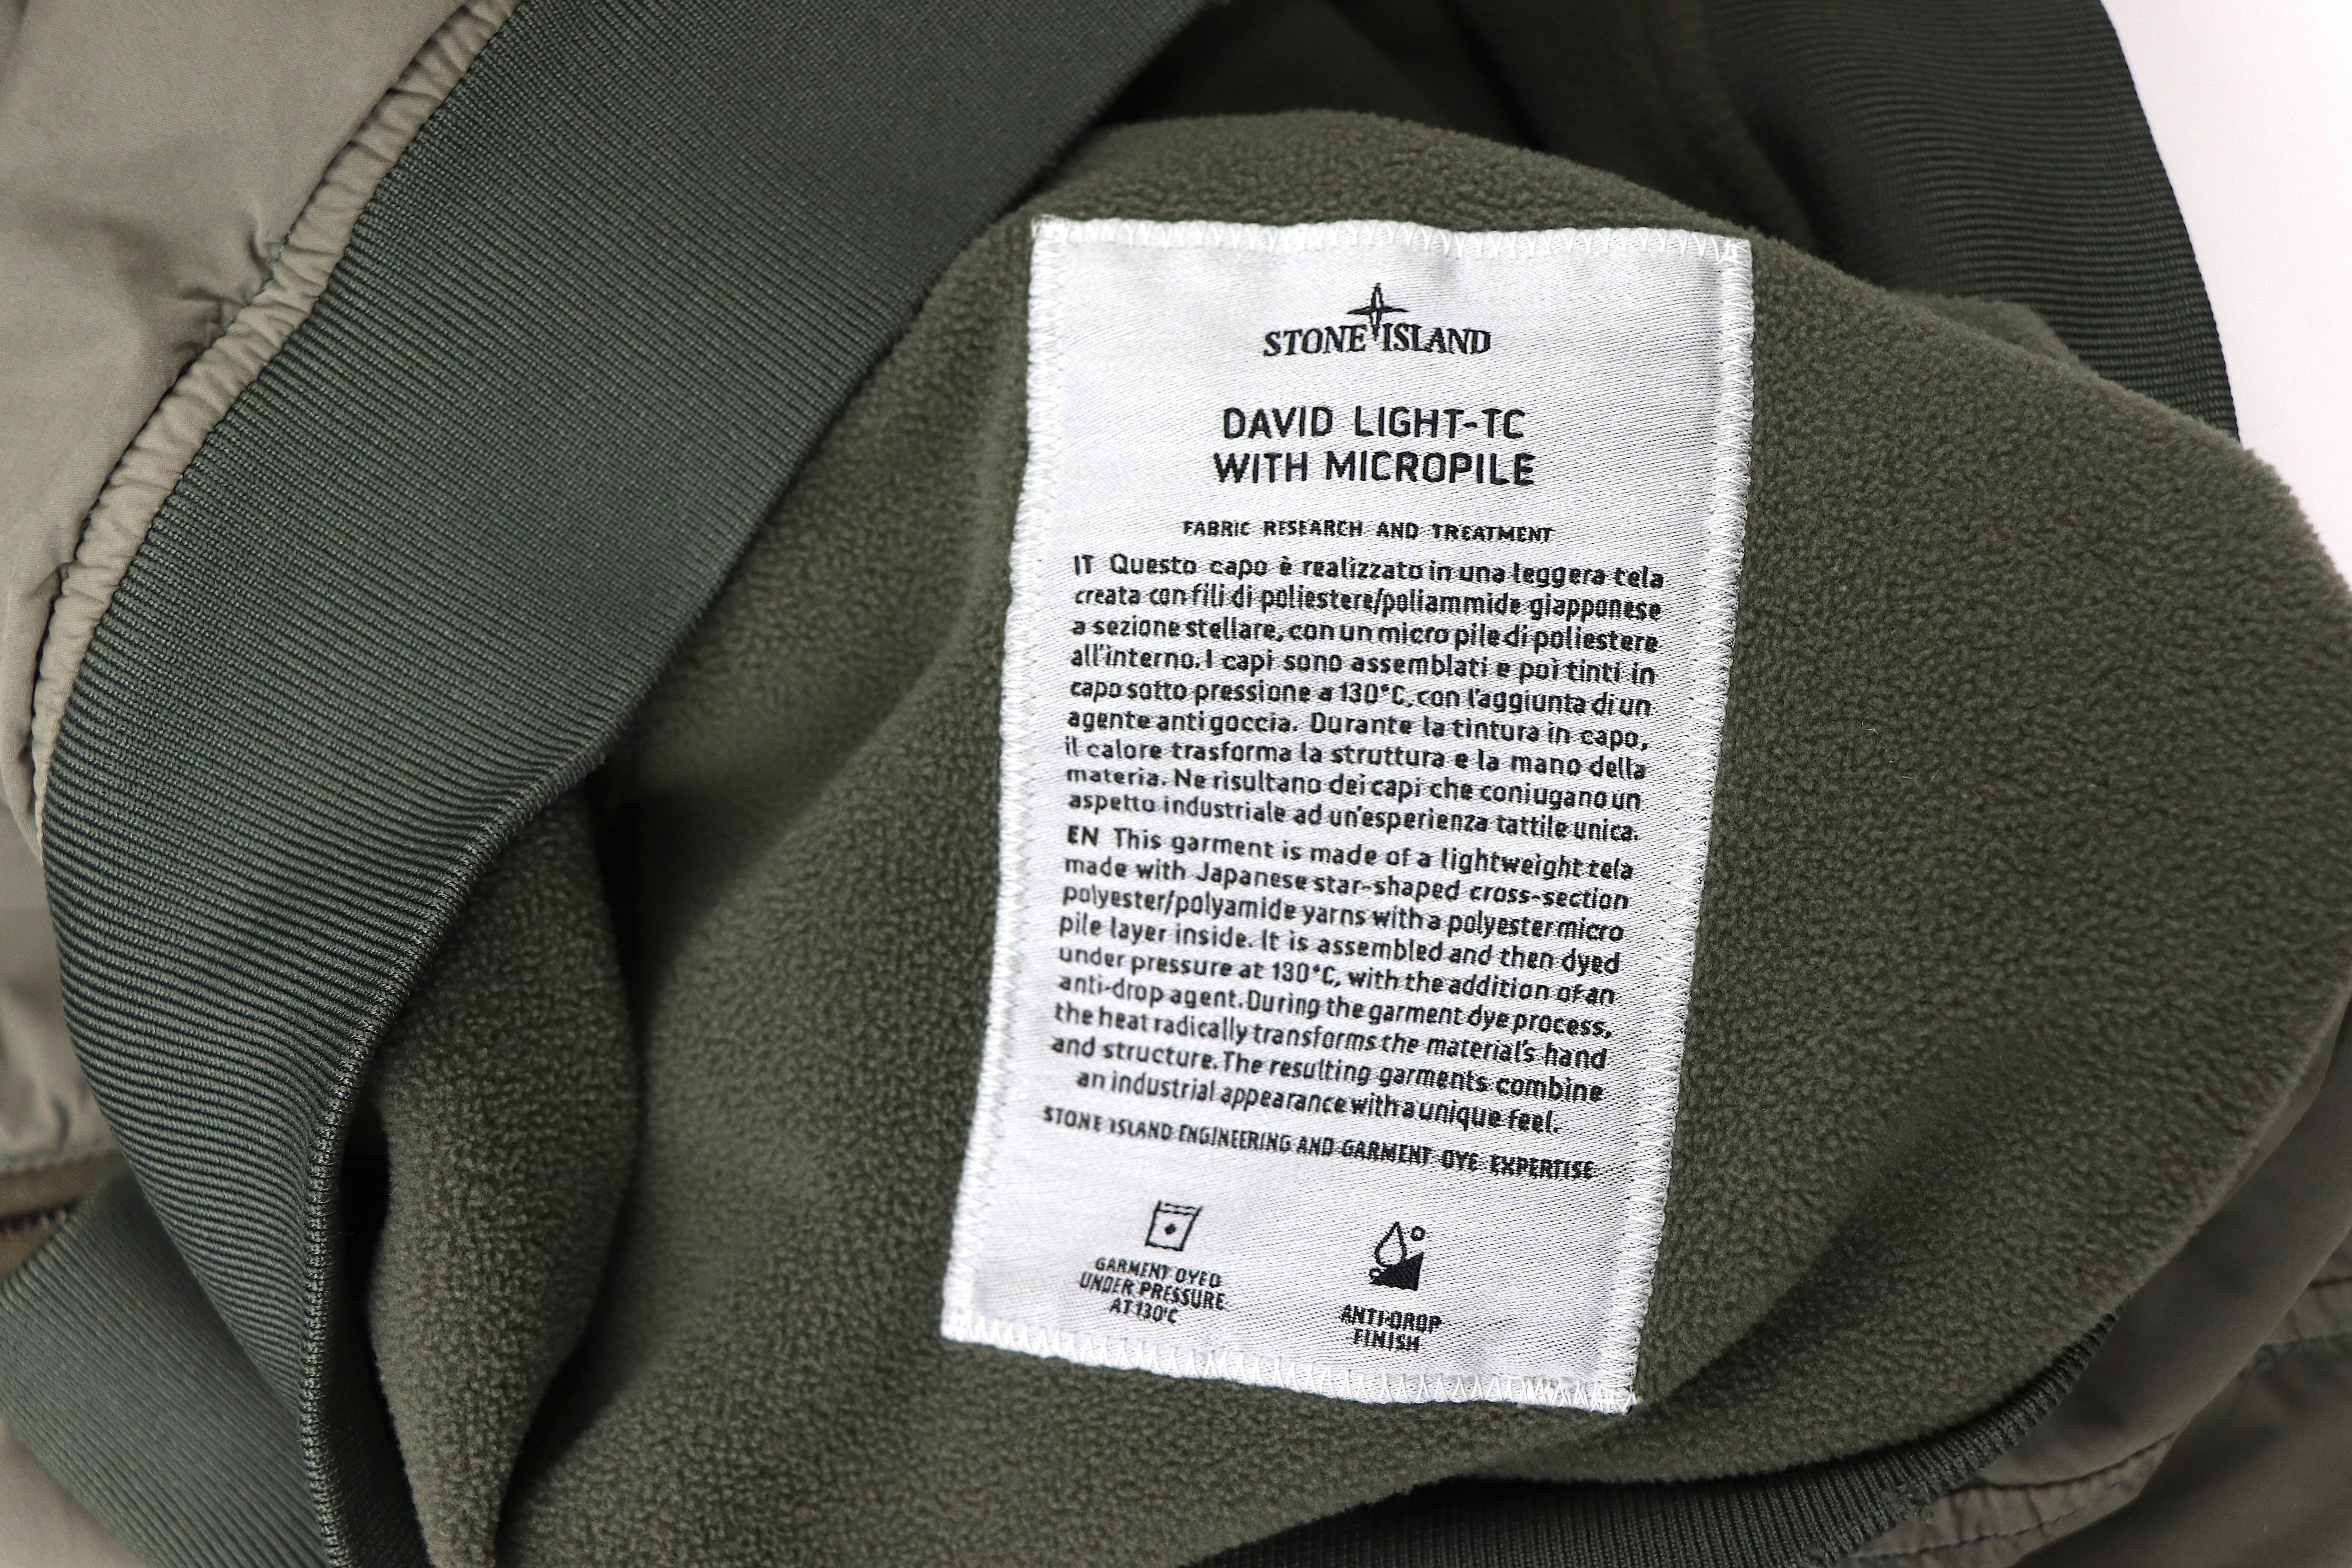 STONE ISLAND
DAVID LIGHT-TC
WITH MICROPILE
FABRIC RESEARCH AND TREATMENT
IT Questo capo è realizzato in una leggera tela
creata con fili di poliestere/poliammide giapponese
a sezione stellare, con un micro pile di poliestere
all'interno. I capi sono assemblati e poi tinti in
capo sotto pressione a 130°C, con l'aggiunta di un
agente anti goccia. Durante la tintura in capo,
il calore trasforma la struttura e la mano della
materia. Ne risultano dei capi che coniugano un
aspetto industriale ad un'esperienza tattile unica.
EN This garment is made of a lightweight tela
made with Japanese star-shaped cross-section
polyester/polyamide yarns with a polyester micro
pile layer inside. It is assembled and then dyed
under pressure at 130°C, with the addition of an
anti-drop agent. During the garment dye process,
the heat radically transforms the material's hand
and structure. The resulting garments combine
an industrial appearance with a unique feel.
STONE ISLAND ENGINEERING AND GARMENT DYE EXPERTISE
GARMENT DYED
UNDER PRESSURE
AT 130°C
ANTI-DROP
FINISH